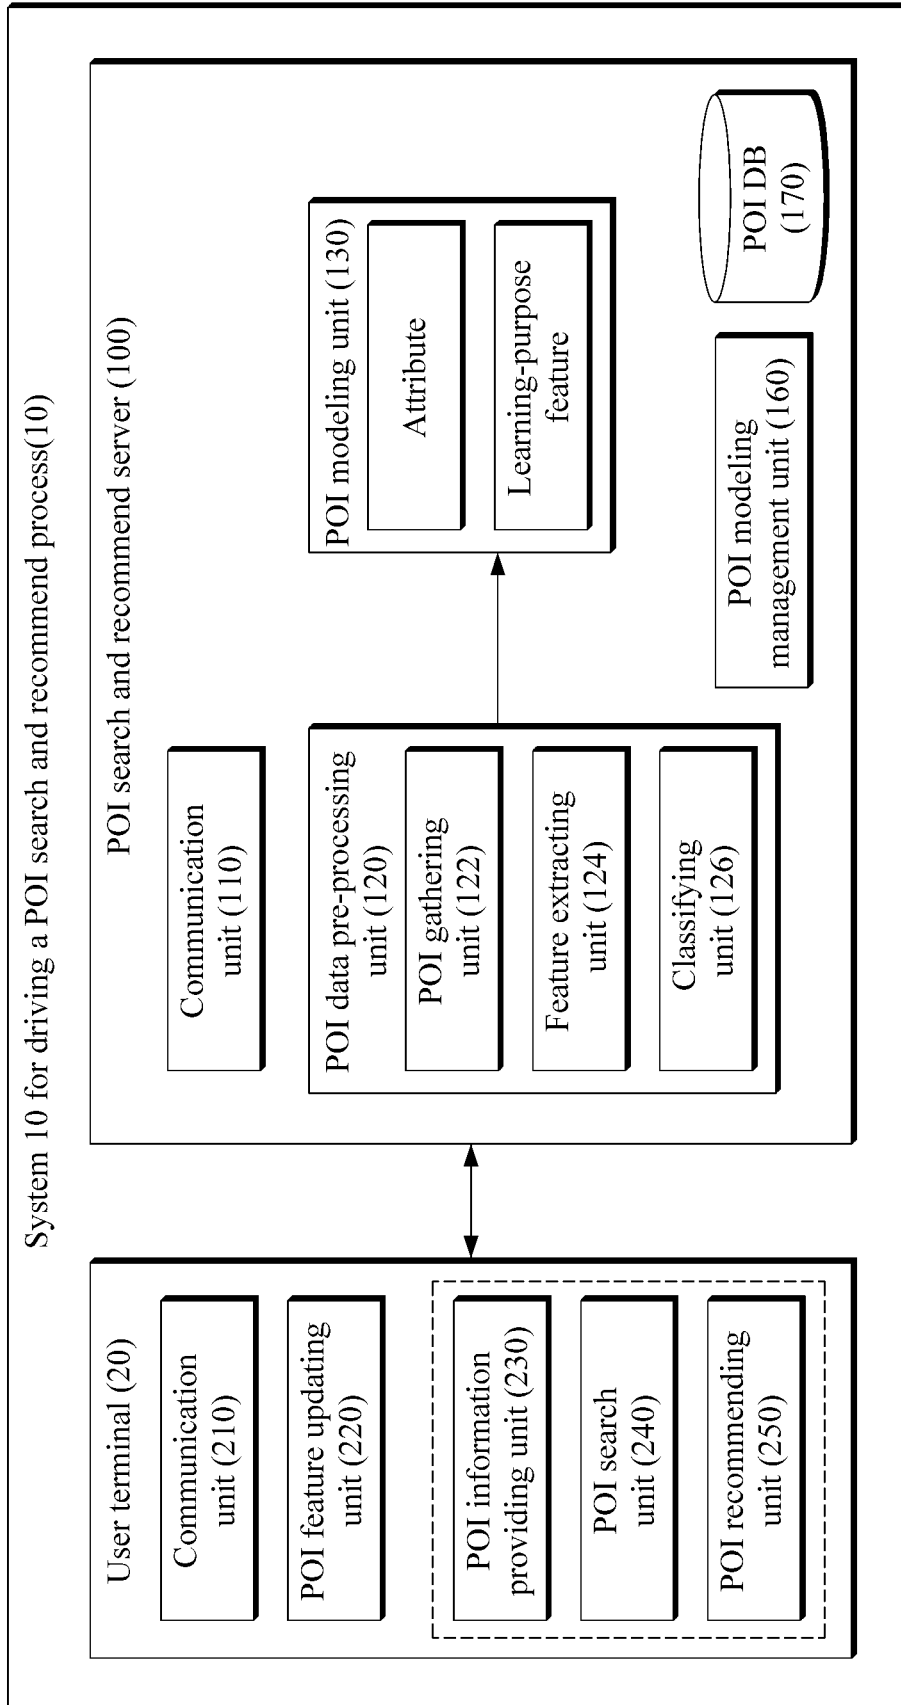 System 10 for driving a POI search and recommend process(10)
User terminal (20)
Communication
unit (210)
POI feature updating
unit (220)
POI information
providing unit (230)
POI search
unit (240)
POI recommending
unit (250)
POI search and recommend server (100)
Communication
unit (110)
POI data pre-processing
unit (120)
POI gathering
unit (122)
Feature extracting
unit (124)
Classifying
unit (126)
POI modeling unit (130)
Attribute
Learning-purpose
feature
POI modeling
management unit (160)
POI DB
(170)